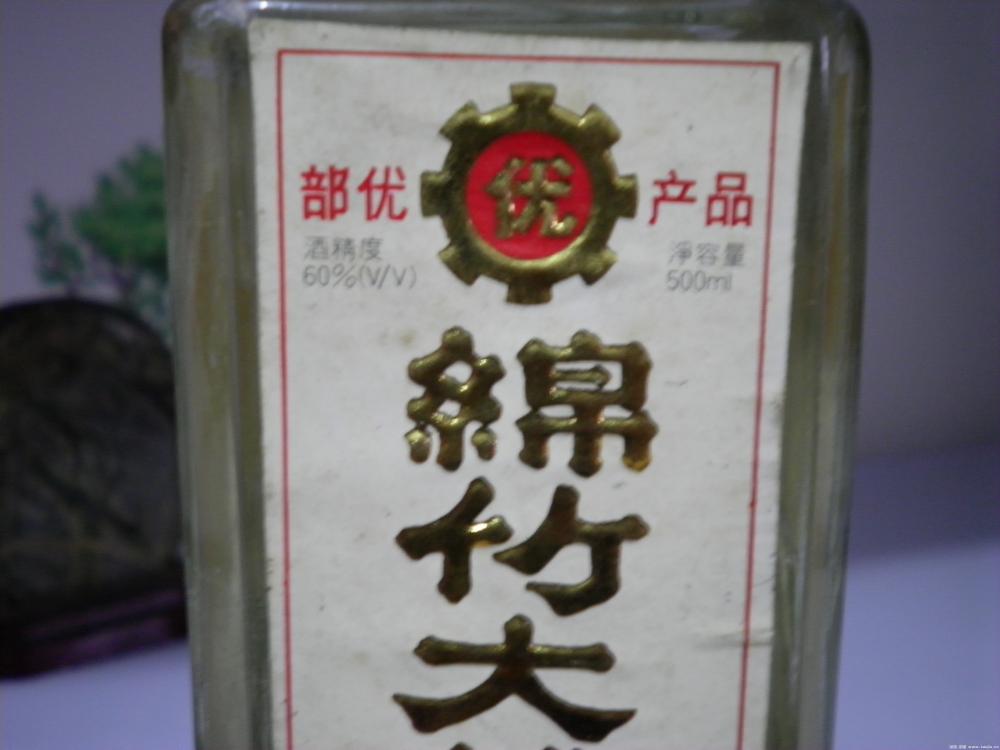 部优 优 产品
酒精度
60%(V/V)
淨容量
500ml
綿
竹
大